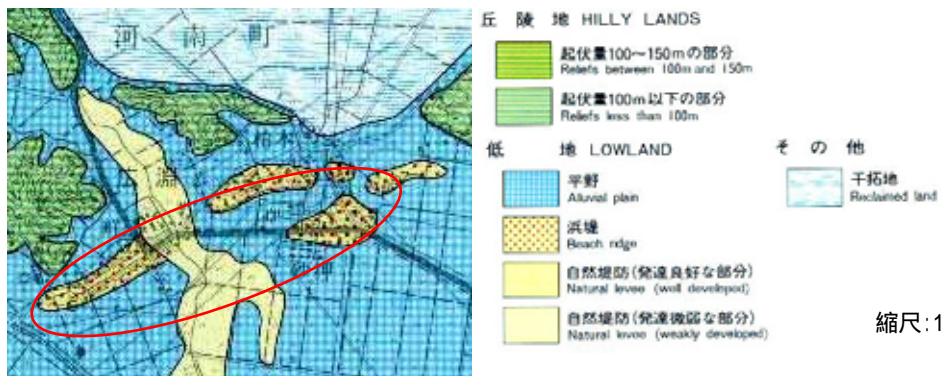 河南町
広淵
丘陵地 HILLY LANDS
起伏量100~150mの部分
Reliefs between 100m and 150m
起伏量100m以下の部分
Reliefs less than 100m
低地 LOWLAND
平野
Alluvial plain
浜堤
Beach ridge
自然堤防(発達良好な部分)
Natural levee (well developed)
自然堤防(発達微弱な部分)
Natural levee (weakly developed)
その他
干拓地
Reclaimed land
縮尺:1